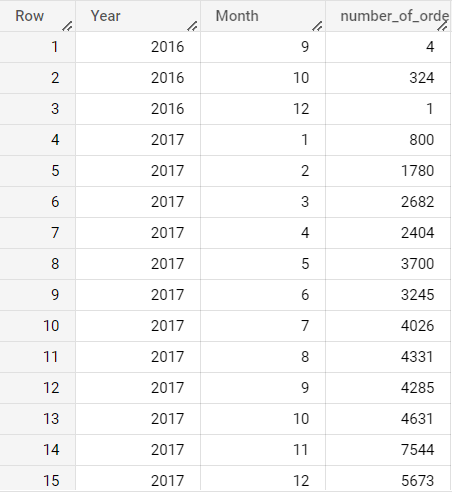 Row Year Month number_of_orde
1 2016 9 4
2 2016 10 324
3 2016 12 1
4 2017 1 800
5 2017 2 1780
6 2017 3 2682
7 2017 4 2404
8 2017 5 3700
9 2017 6 3245
10 2017 7 4026
11 2017 8 4331
12 2017 9 4285
13 2017 10 4631
14 2017 11 7544
15 2017 12 5673